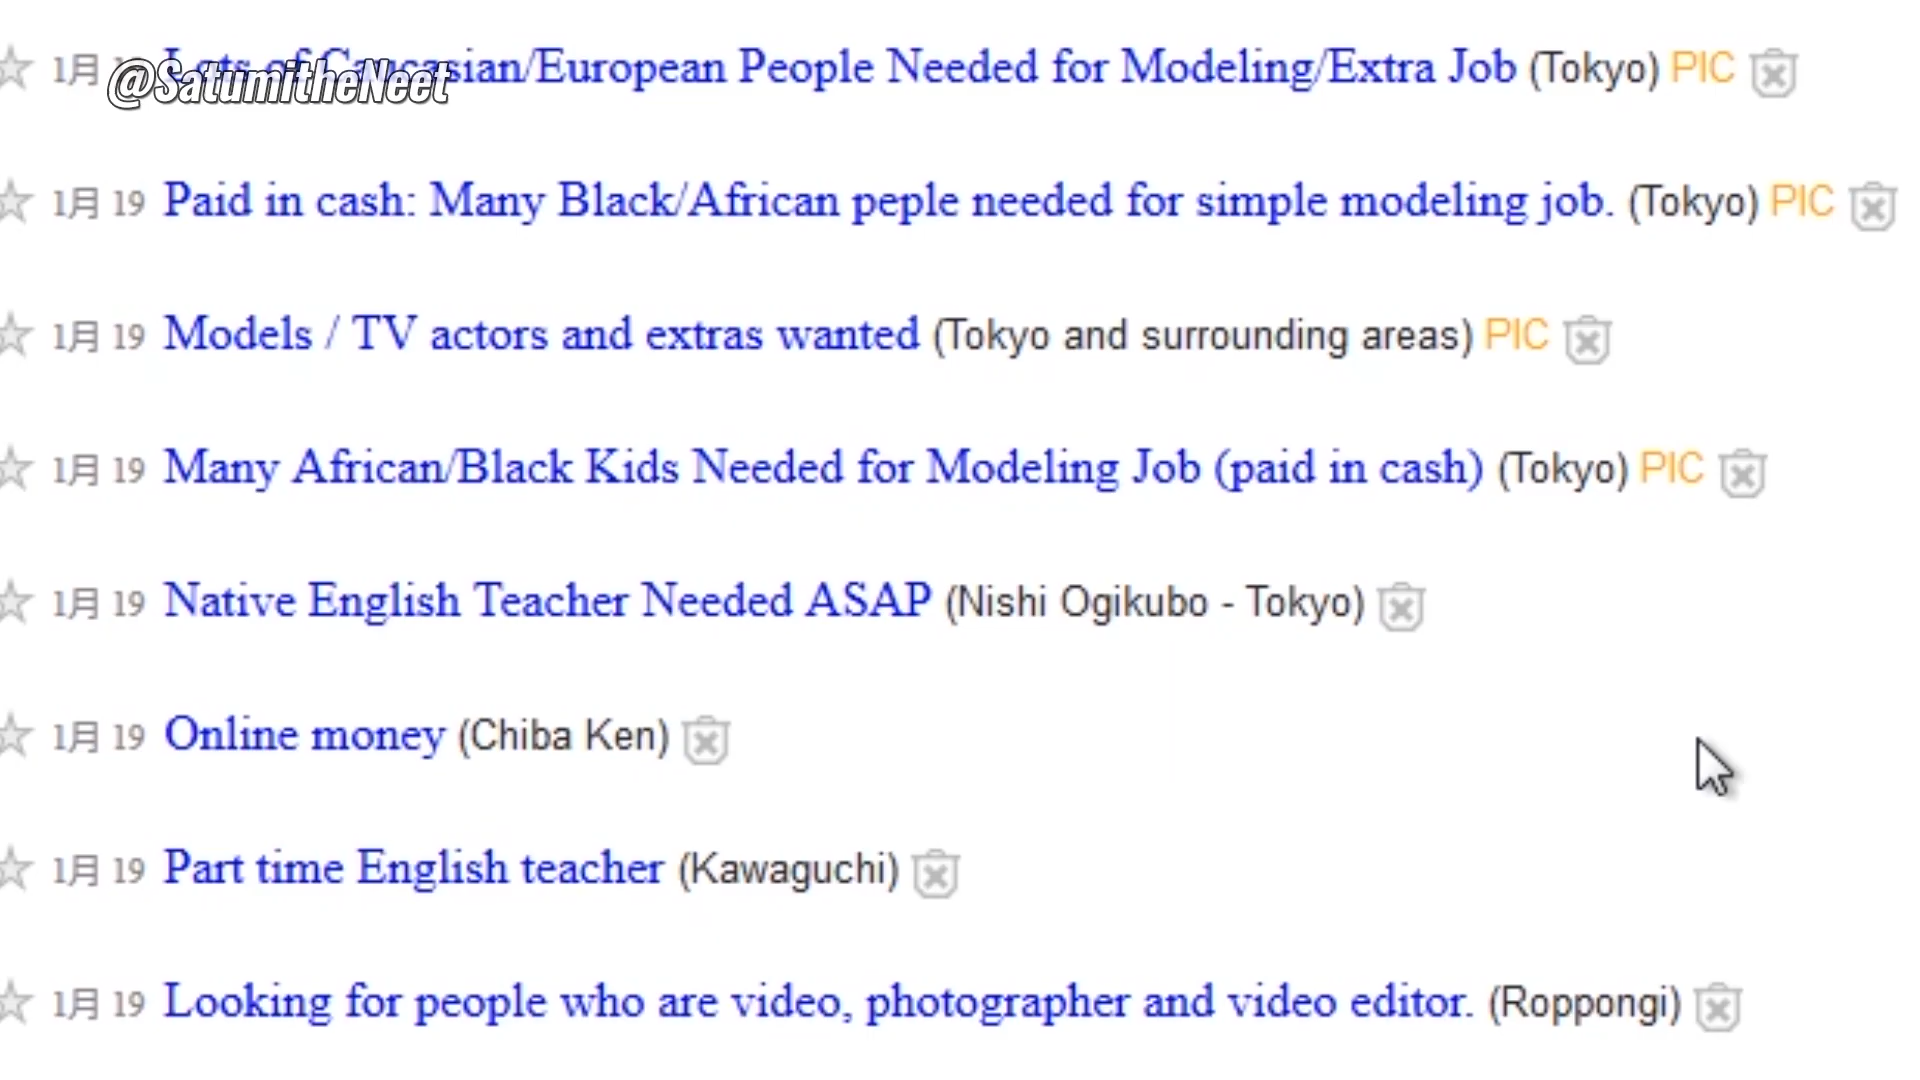 1月 @SatumitheNeet Lots of Caucasian/European People Needed for Modeling/Extra Job (Tokyo) PIC
1月 19 Paid in cash: Many Black/African peple needed for simple modeling job. (Tokyo) PIC
1月 19 Models / TV actors and extras wanted (Tokyo and surrounding areas) PIC
1月 19 Many African/Black Kids Needed for Modeling Job (paid in cash) (Tokyo) PIC
1月 19 Native English Teacher Needed ASAP (Nishi Ogikubo - Tokyo)
1月 19 Online money (Chiba Ken)
1月 19 Part time English teacher (Kawaguchi)
1月 19 Looking for people who are video, photographer and video editor. (Roppongi)